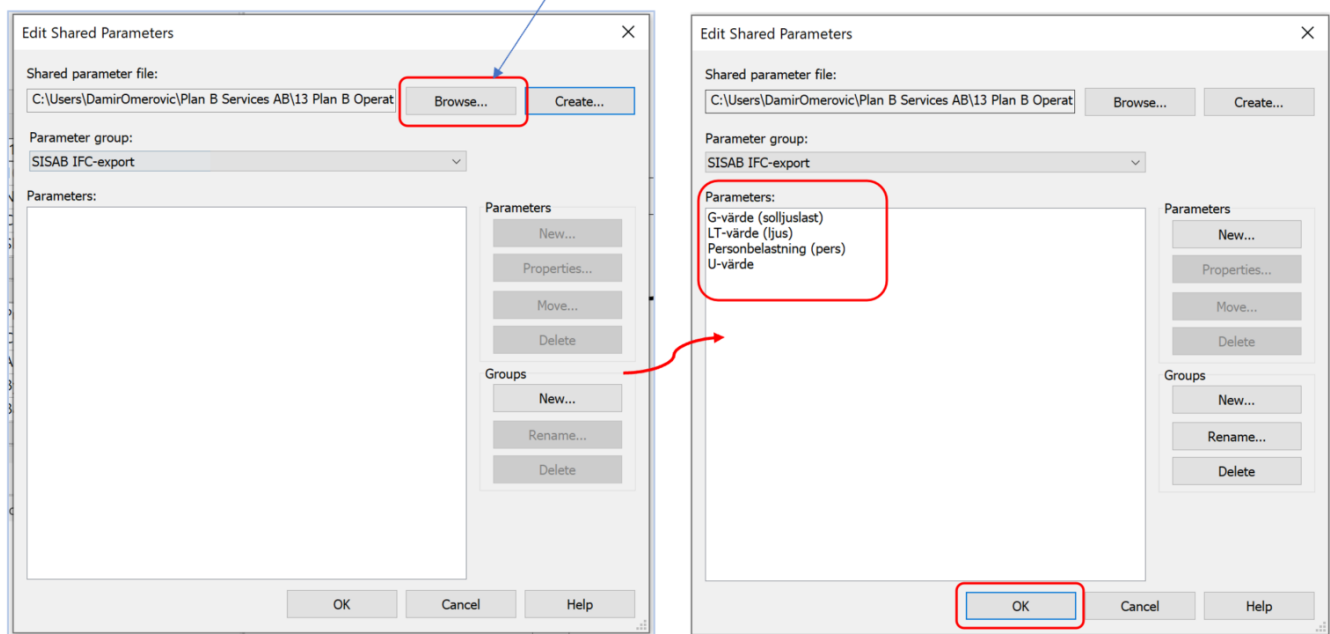 Edit Shared Parameters
Shared parameter file:
C:\Users\DamirOmerovic\Plan B Services AB\13 Plan B Operat
Browse...
Create...
Parameter group:
SISAB IFC-export
Parameters:
Parameters
New...
Properties...
Move...
Delete
Groups
New...
Rename...
Delete
OK
Cancel
Help
Edit Shared Parameters
Shared parameter file:
C:\Users\DamirOmerovic\Plan B Services AB\13 Plan B Operat
Browse...
Create...
Parameter group:
SISAB IFC-export
Parameters:
G-värde (solljuslast)
LT-värde (ljus)
Personbelastning (pers)
U-värde
Parameters
New...
Properties...
Move...
Delete
Groups
New...
Rename...
Delete
OK
Cancel
Help